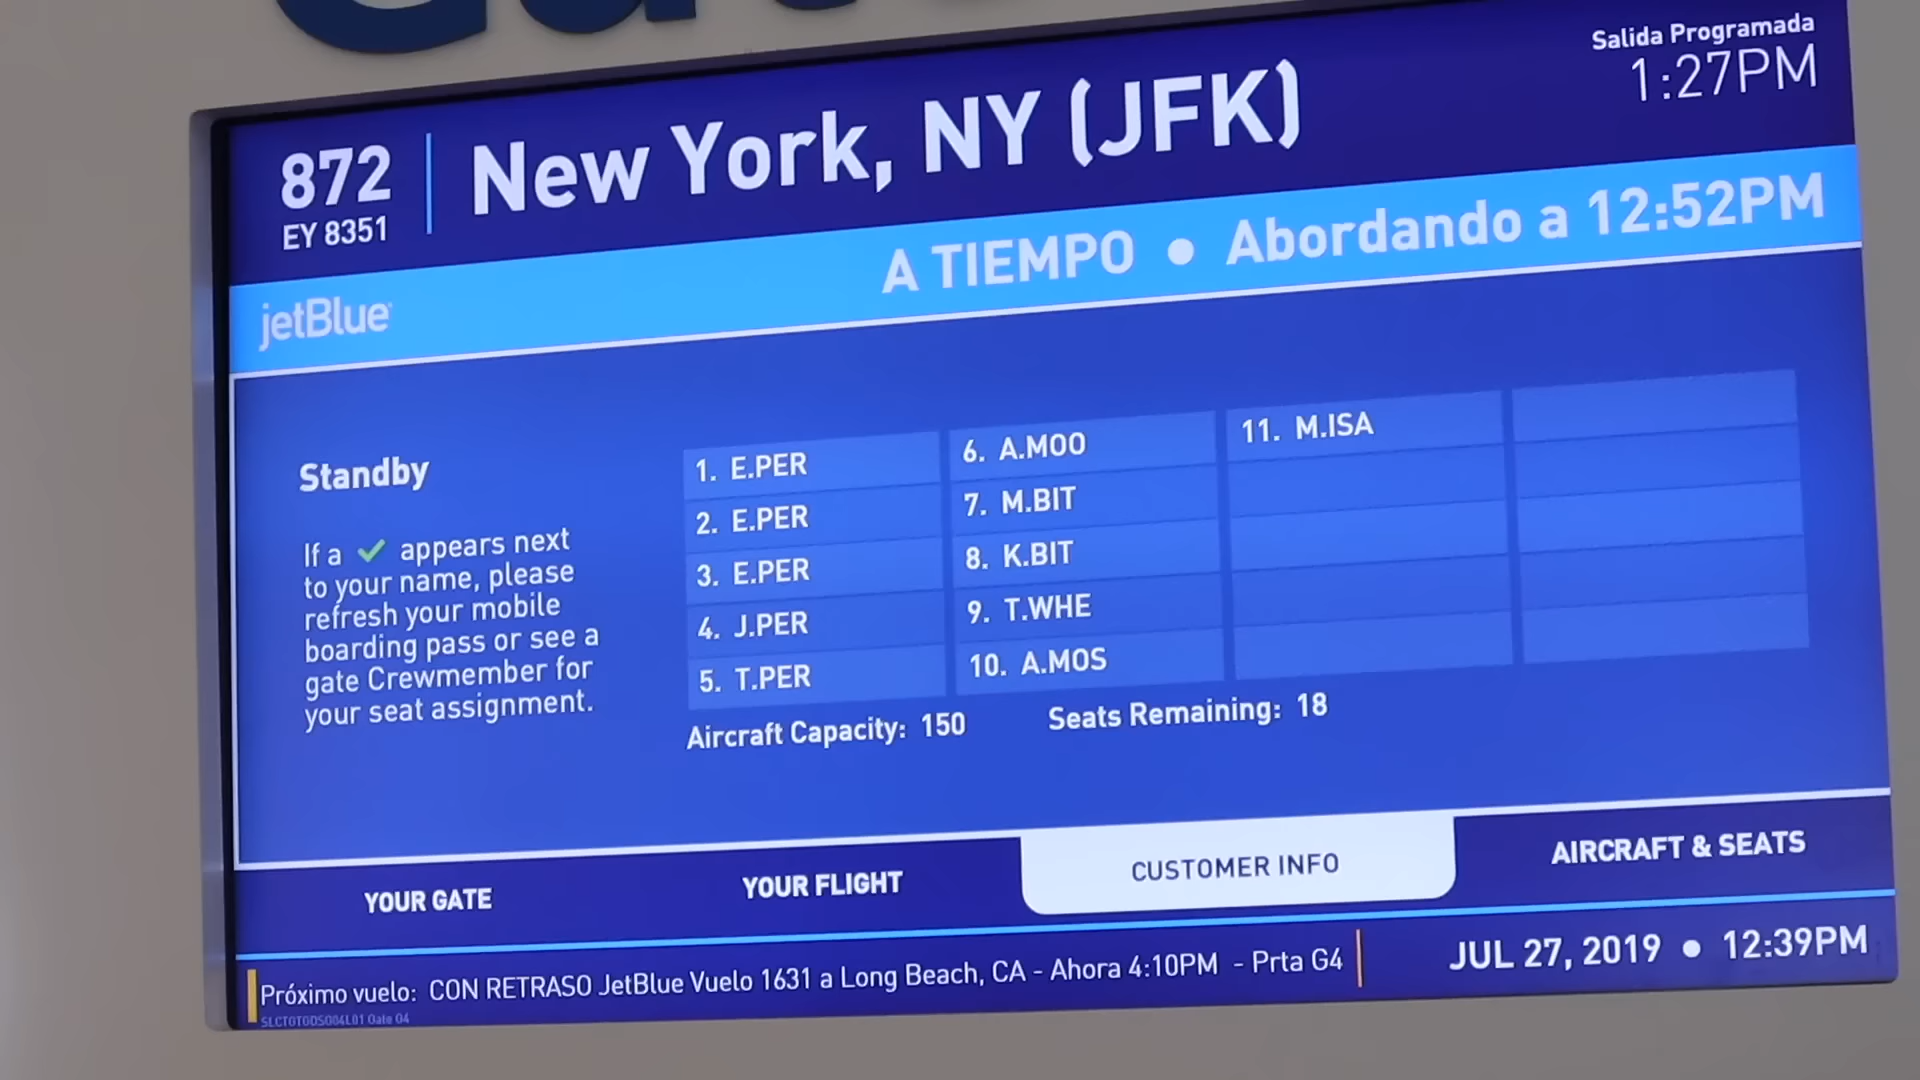 Salida Programada
1:27PM
872
EY 8351
New York, NY (JFK)
A TIEMPO ● Abordando a 12:52PM
jetBlue
Standby
If a ✓ appears next
to your name, please
refresh your mobile
boarding pass or see a
gate Crewmember for
your seat assignment.
1. E.PER
2. E.PER
3. E.PER
4. J.PER
5. T.PER
6. A.MOO
7. M.BIT
8. K.BIT
9. T.WHE
10. A.MOS
11. M.ISA
Aircraft Capacity: 150
Seats Remaining: 18
YOUR GATE
YOUR FLIGHT
CUSTOMER INFO
AIRCRAFT & SEATS
Próximo vuelo: CON RETRASO JetBlue Vuelo 1631 a Long Beach, CA - Ahora 4:10PM - Prta G4
JUL 27, 2019 ● 12:39PM
Gate 04